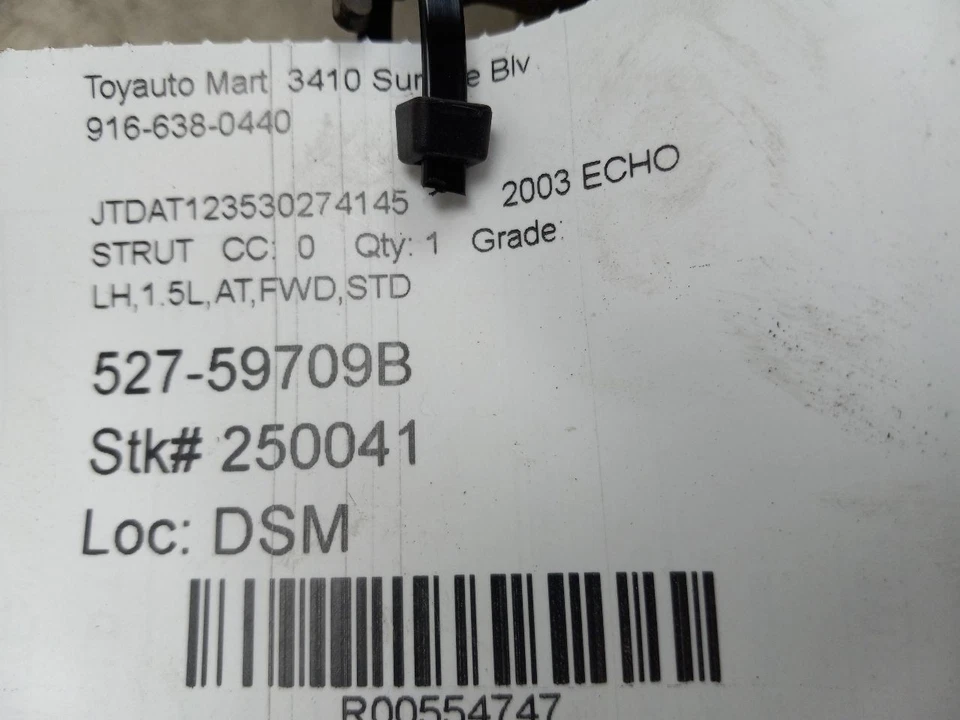 Toyauto Mart 3410 Blv
916-638-0440
JTDAT123530274145 2003 ECHO
STRUT CC: 0 Qty: 1 Grade:
LH,1.5L,AT,FWD,STD
527-59709B
Stk# 250041
Loc: DSM
R00554747